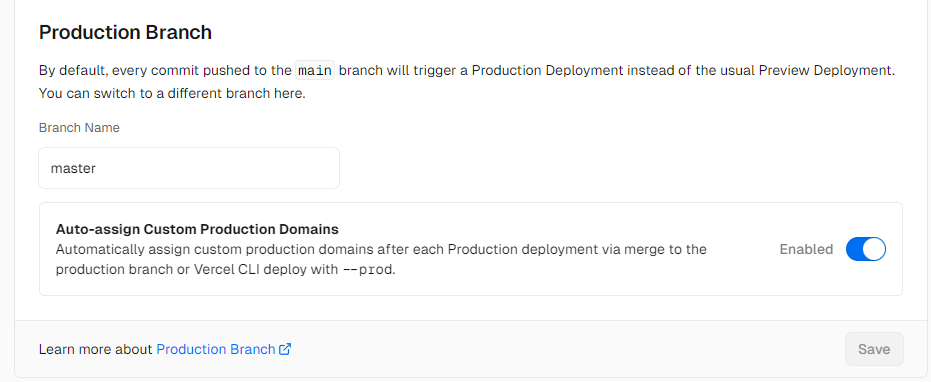 Production Branch
By default, every commit pushed to the main branch will trigger a Production Deployment instead of the usual Preview Deployment.
You can switch to a different branch here.
Branch Name
master
Auto-assign Custom Production Domains
Automatically assign custom production domains after each Production deployment via merge to the
production branch or Vercel CLI deploy with --prod.
Enabled
Learn more about Production Branch
Save